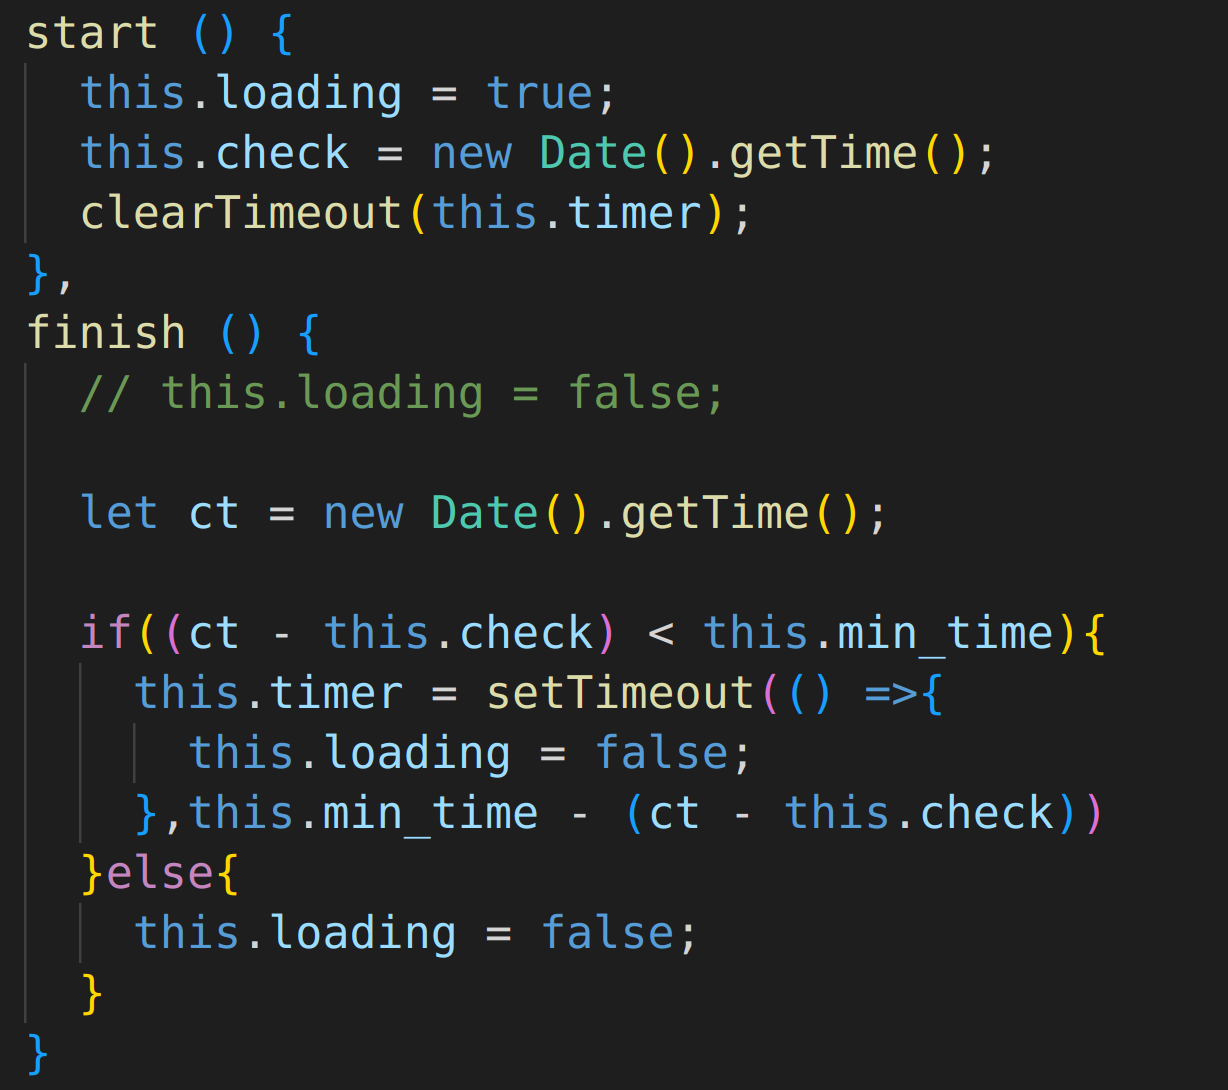 start () {
  this.loading = true;
  this.check = new Date().getTime();
  clearTimeout(this.timer);
},
finish () {
  // this.loading = false;

  let ct = new Date().getTime();

  if((ct - this.check) < this.min_time){
    this.timer = setTimeout(() =>{
      this.loading = false;
    },this.min_time - (ct - this.check))
  }else{
    this.loading = false;
  }
}